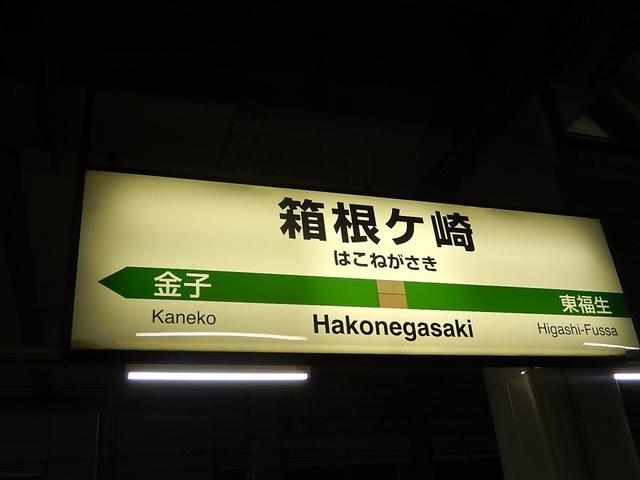 箱根ケ崎
はこねがさき
金子
東福生
Kaneko
Hakonegasaki
Higashi-Fussa